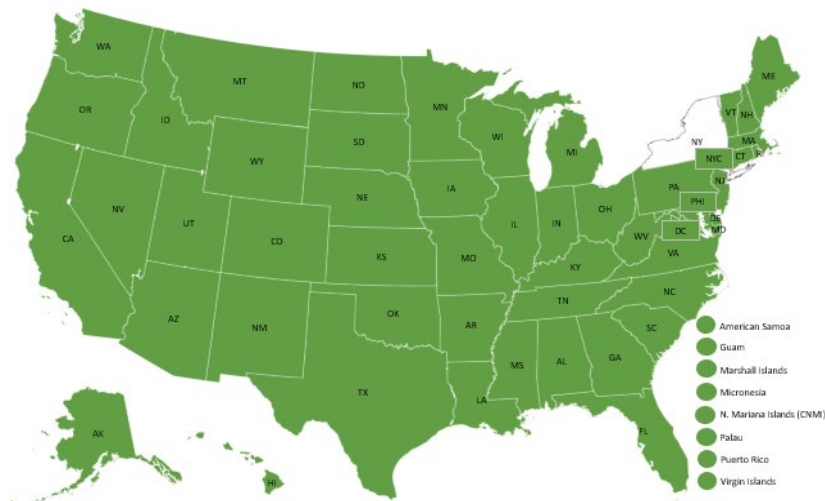 WA
MT
ND
MN
ME
OR
ID
SD
WI
VT
NH
WY
MI
NY
MA
NYC
CT
RI
IA
NE
PA
NJ
PHI
NV
UT
CO
IL
IN
OH
DE
MD
CA
KS
MO
WV
DC
VA
KY
AZ
NM
OK
AR
TN
NC
SC
MS
AL
GA
TX
LA
FL
AK
HI
American Samoa
Guam
Marshall Islands
Micronesia
N. Mariana Islands (CNMI)
Palau
Puerto Rico
Virgin Islands